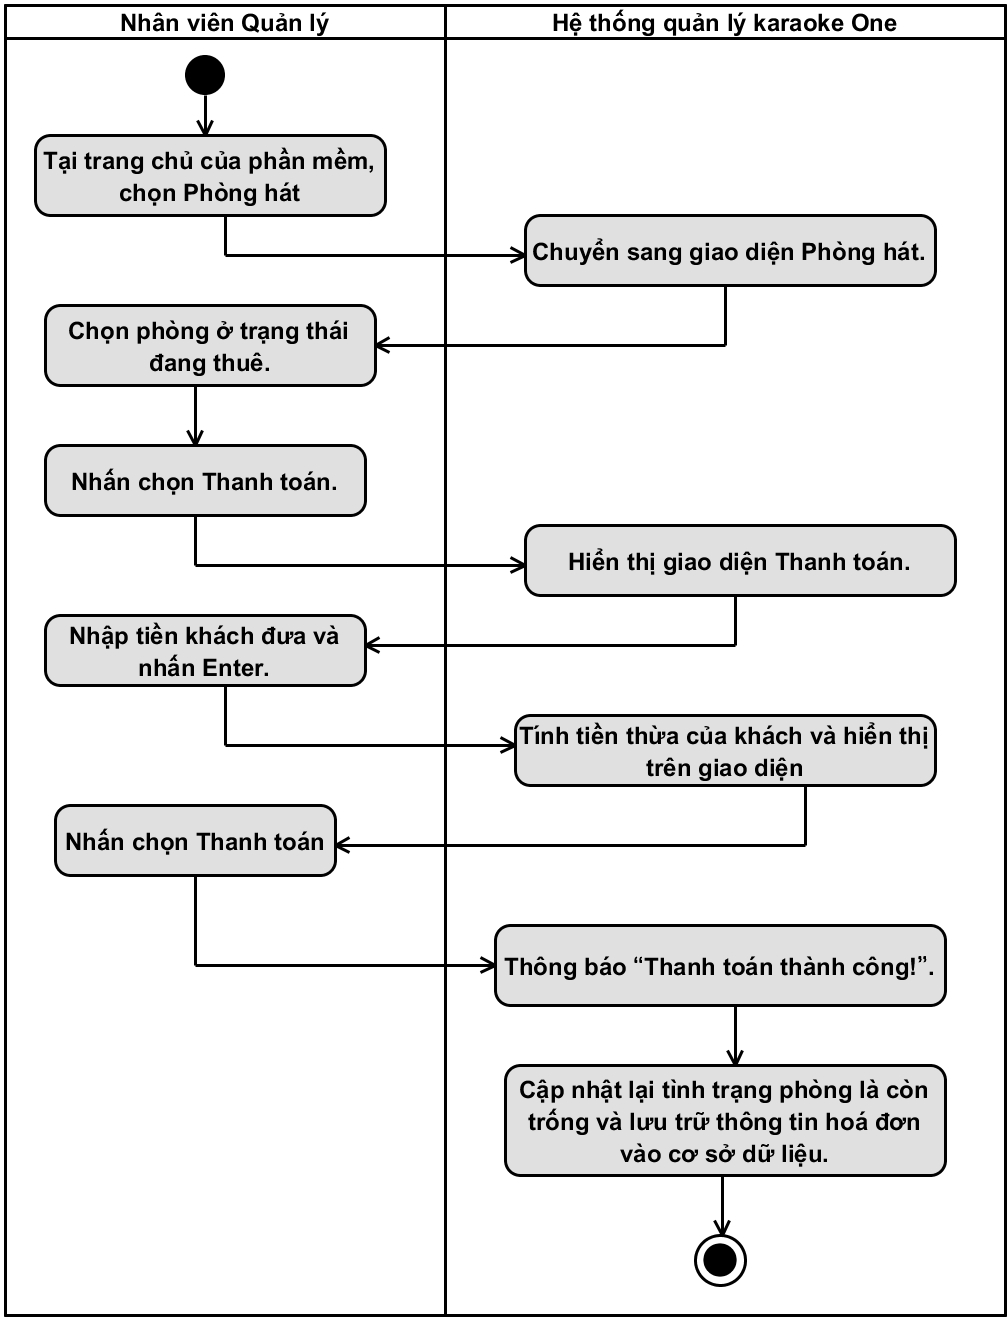 Nhân viên Quản lý
Hệ thống quản lý karaoke One
Tại trang chủ của phần mềm,
chọn Phòng hát
Chuyển sang giao diện Phòng hát.
Chọn phòng ở trạng thái
đang thuê.
Nhấn chọn Thanh toán.
Hiển thị giao diện Thanh toán.
Nhập tiền khách đưa và
nhấn Enter.
Tính tiền thừa của khách và hiển thị
trên giao diện
Nhấn chọn Thanh toán
Thông báo “Thanh toán thành công!”.
Cập nhật lại tình trạng phòng là còn
trống và lưu trữ thông tin hoá đơn
vào cơ sở dữ liệu.